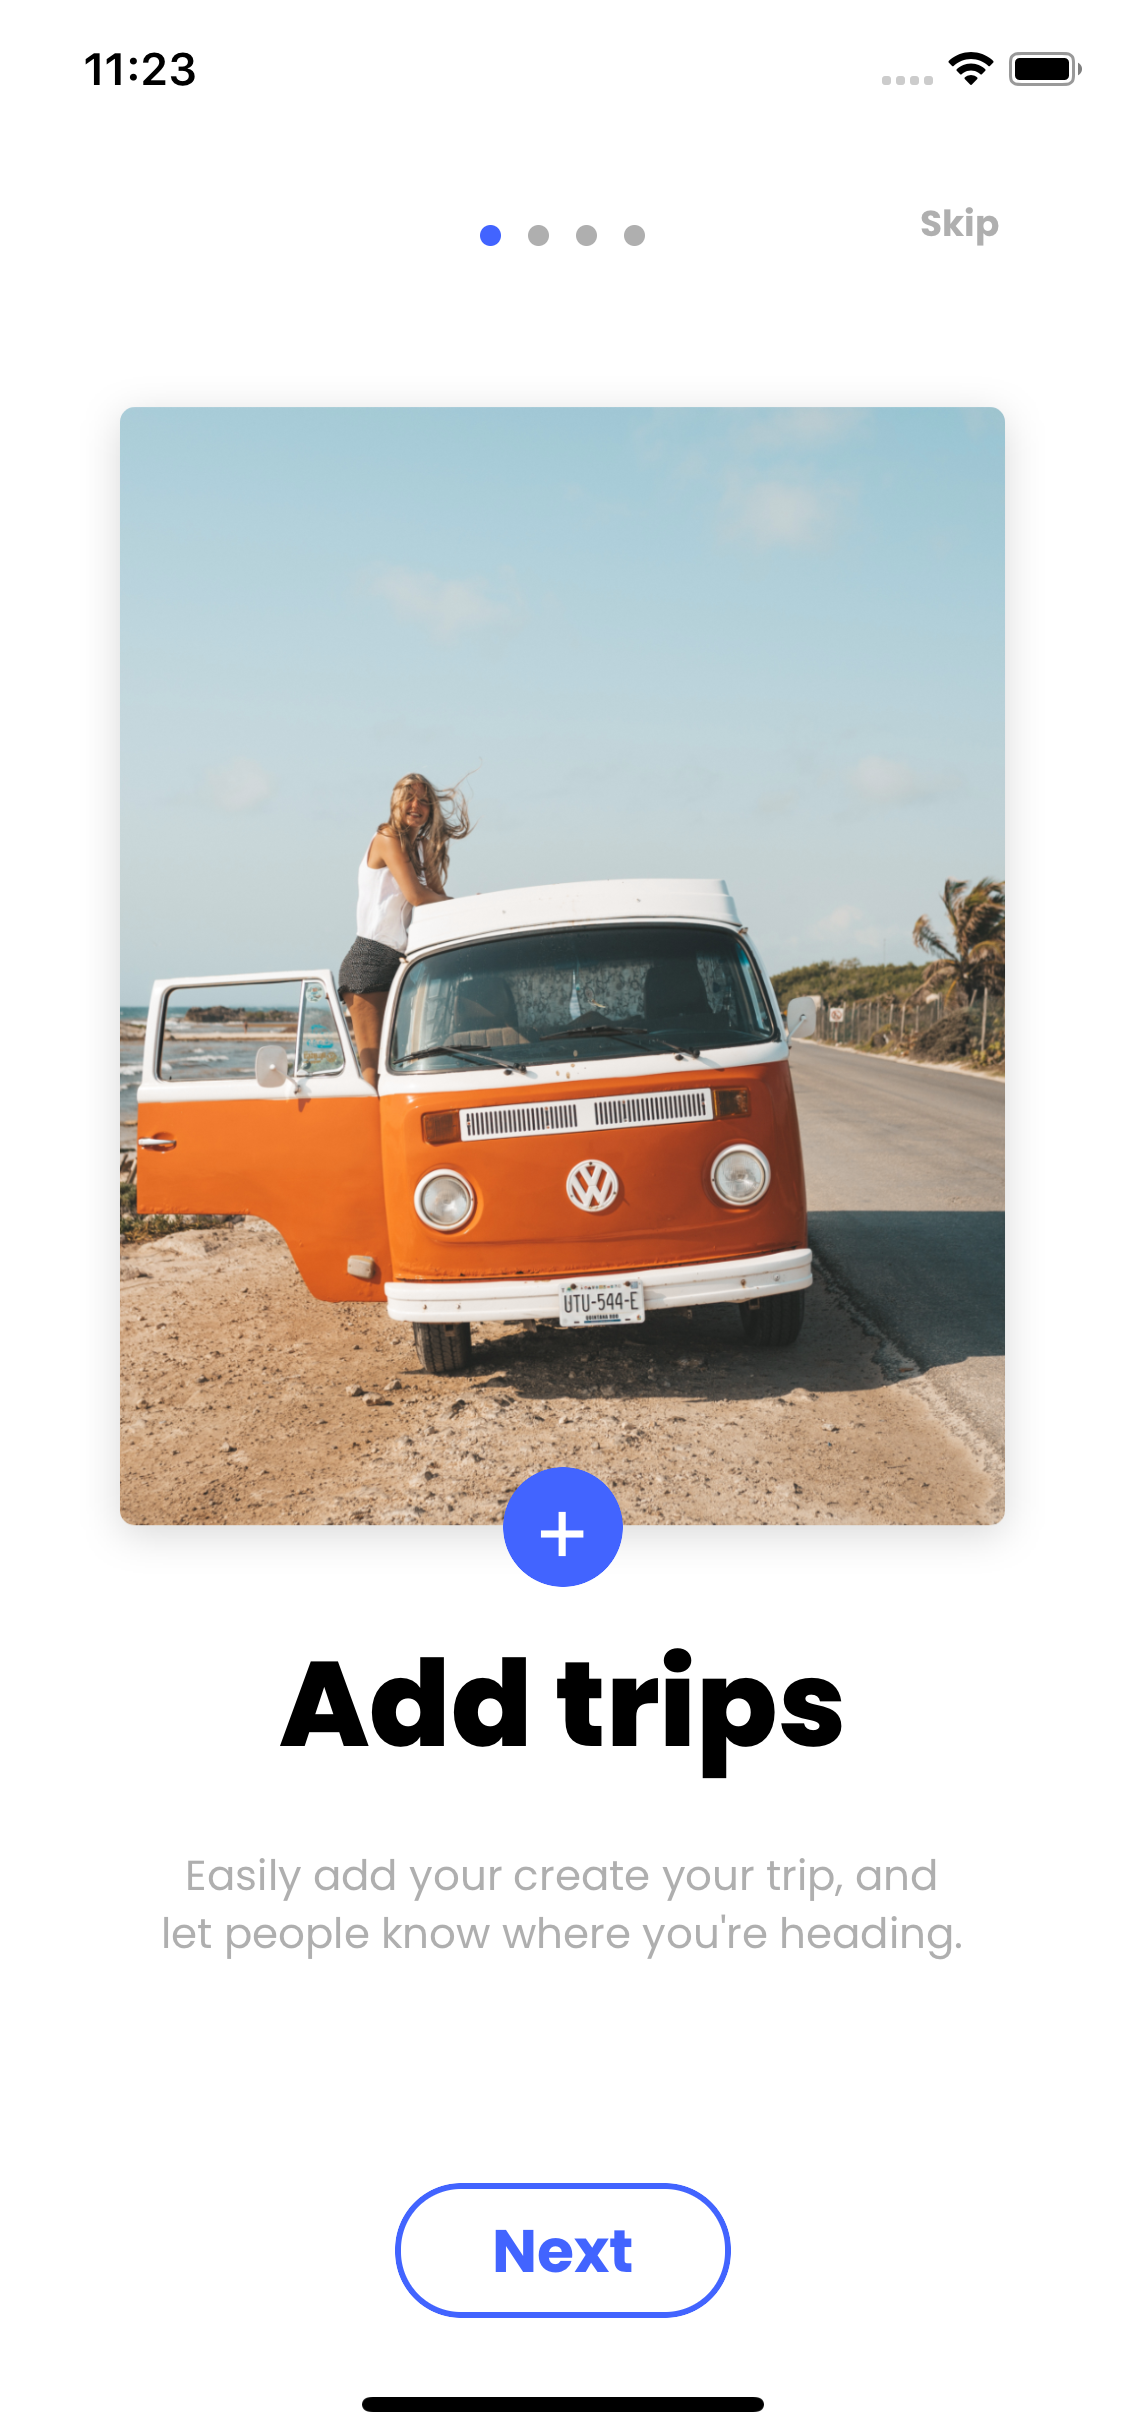 11:23
Skip
UTU-544-E
Add trips
Easily add your create your trip, and
let people know where you're heading.
Next